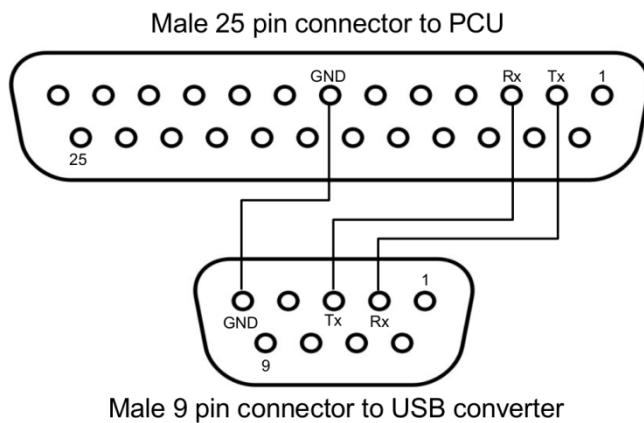 Male 25 pin connector to PCU
GND Rx Tx 1
25
1
GND Tx Rx
9
Male 9 pin connector to USB converter